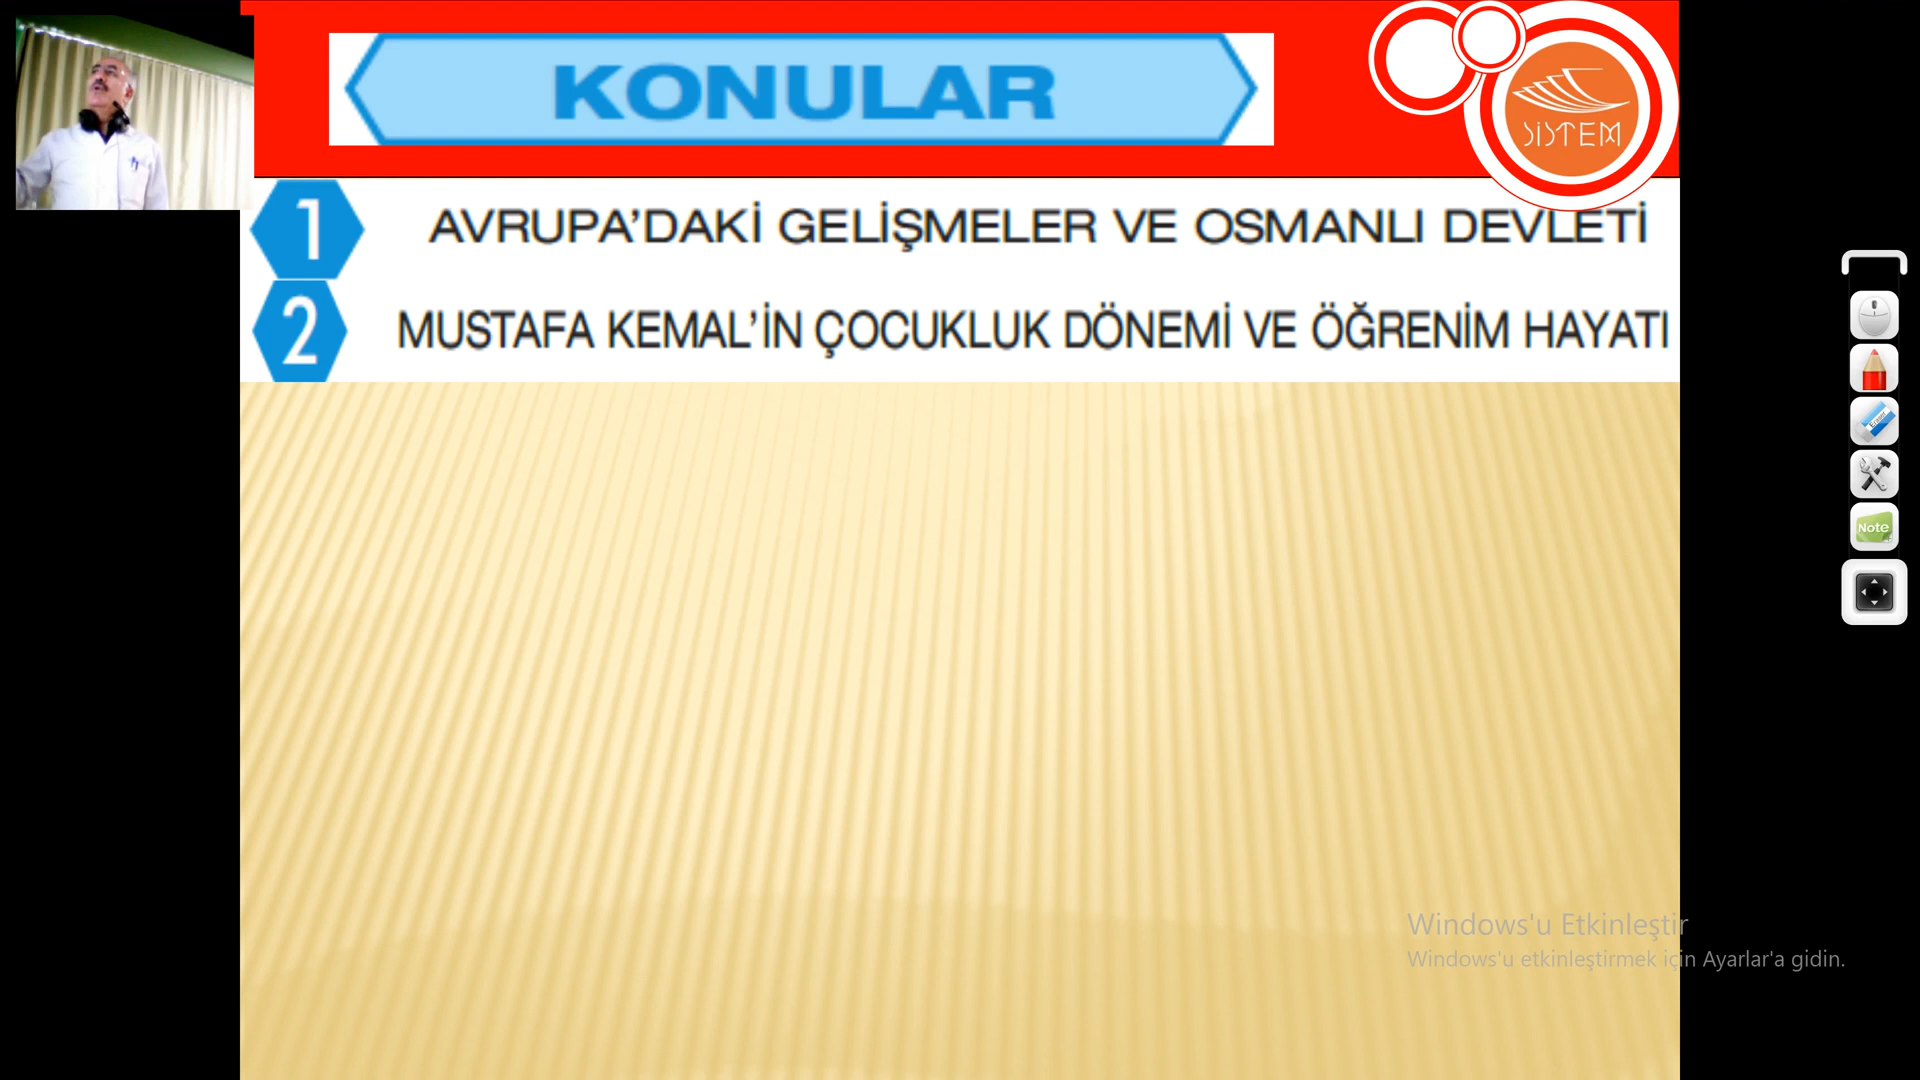 KONULAR
SİSTEM
1 AVRUPA'DAKİ GELİŞMELER VE OSMANLI DEVLETİ
2 MUSTAFA KEMAL'İN ÇOCUKLUK DÖNEMİ VE ÖĞRENİM HAYATI
Note
Windows'u Etkinleştir
Windows'u etkinleştirmek için Ayarlar'a gidin.